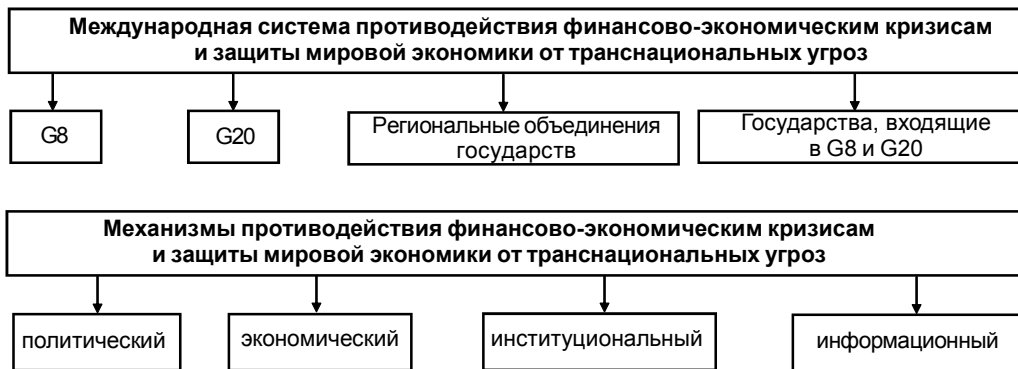 Международная система противодействия финансово-экономическим кризисам
и защиты мировой экономики от транснациональных угроз
G8
G20
Региональные объединения
государств
Государства, входящие
в G8 и G20
Механизмы противодействия финансово-экономическим кризисам
и защиты мировой экономики от транснациональных угроз
политический
экономический
институциональный
информационный